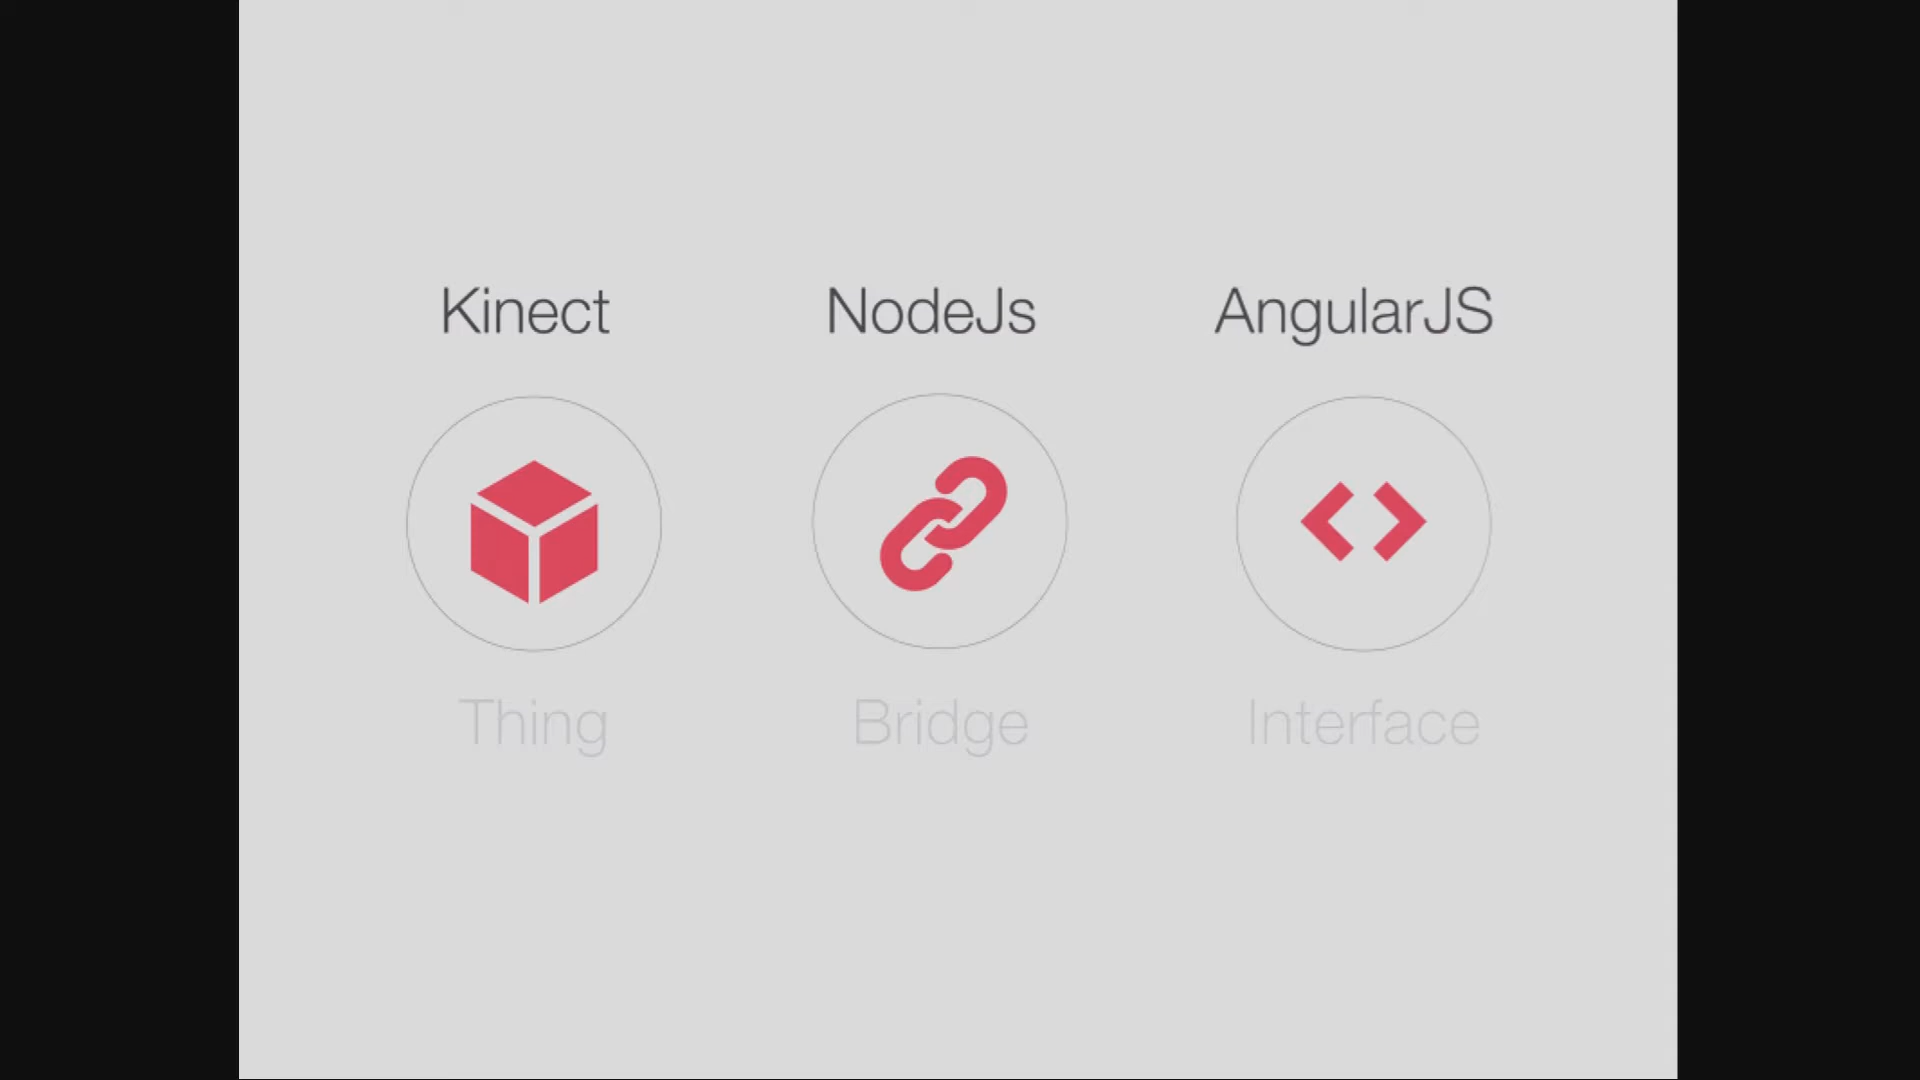 Kinect
NodeJs
AngularJS
Thing
Bridge
Interface